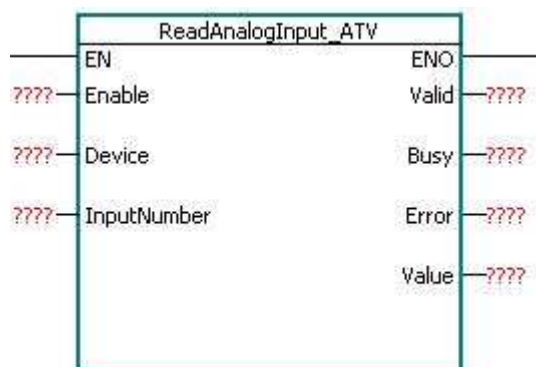 ReadAnalogInput_ATV
EN ENO
???? Enable Valid ????
???? Device Busy ????
???? InputNumber Error ????
Value ????